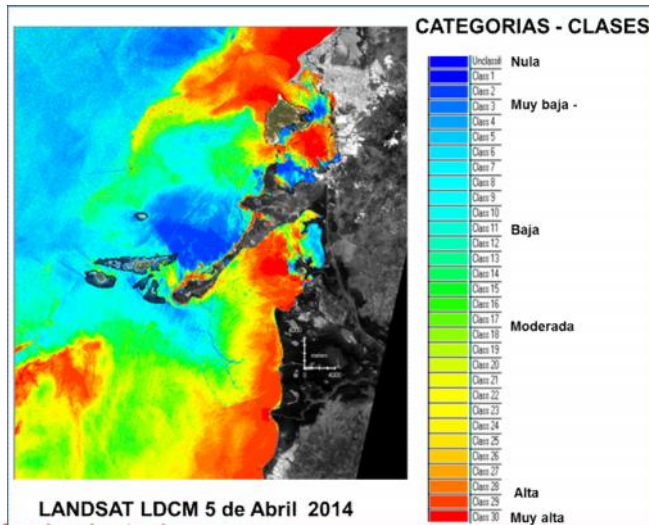 CATEGORIAS - CLASES
Unclassifi Nula
Class 1
Class 2
Class 3 Muy baja -
Class 4
Class 5
Class 6
Class 7
Class 8
Class 9
Class 10
Class 11 Baja
Class 12
Class 13
Class 14
Class 15
Class 16
Class 17 Moderada
Class 18
Class 19
Class 20
Class 21
Class 22
Class 23
Class 24
Class 25
Class 26
Class 27
Class 28 Alta
Class 29
Class 30 Muy alta
meters
0 4000
LANDSAT LDCM 5 de Abril 2014